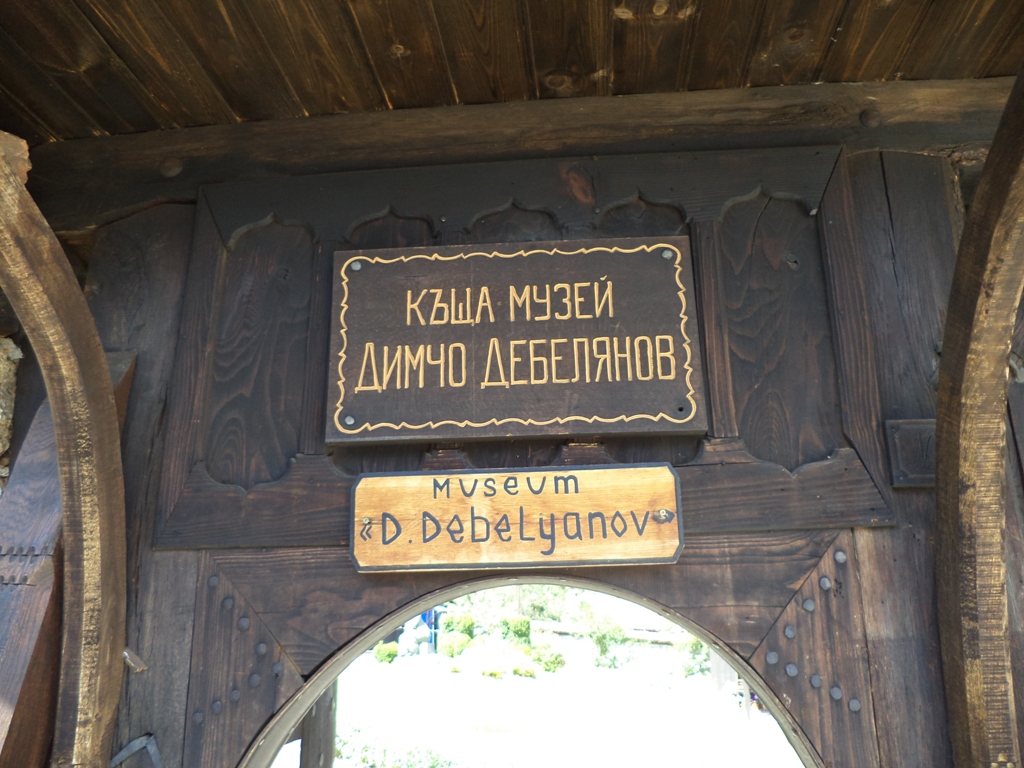 КЪЩА МУЗЕЙ
ДИМЧО ДЕБЕЛЯНОВ
MUSEUM
«D. DEBELYANOV»